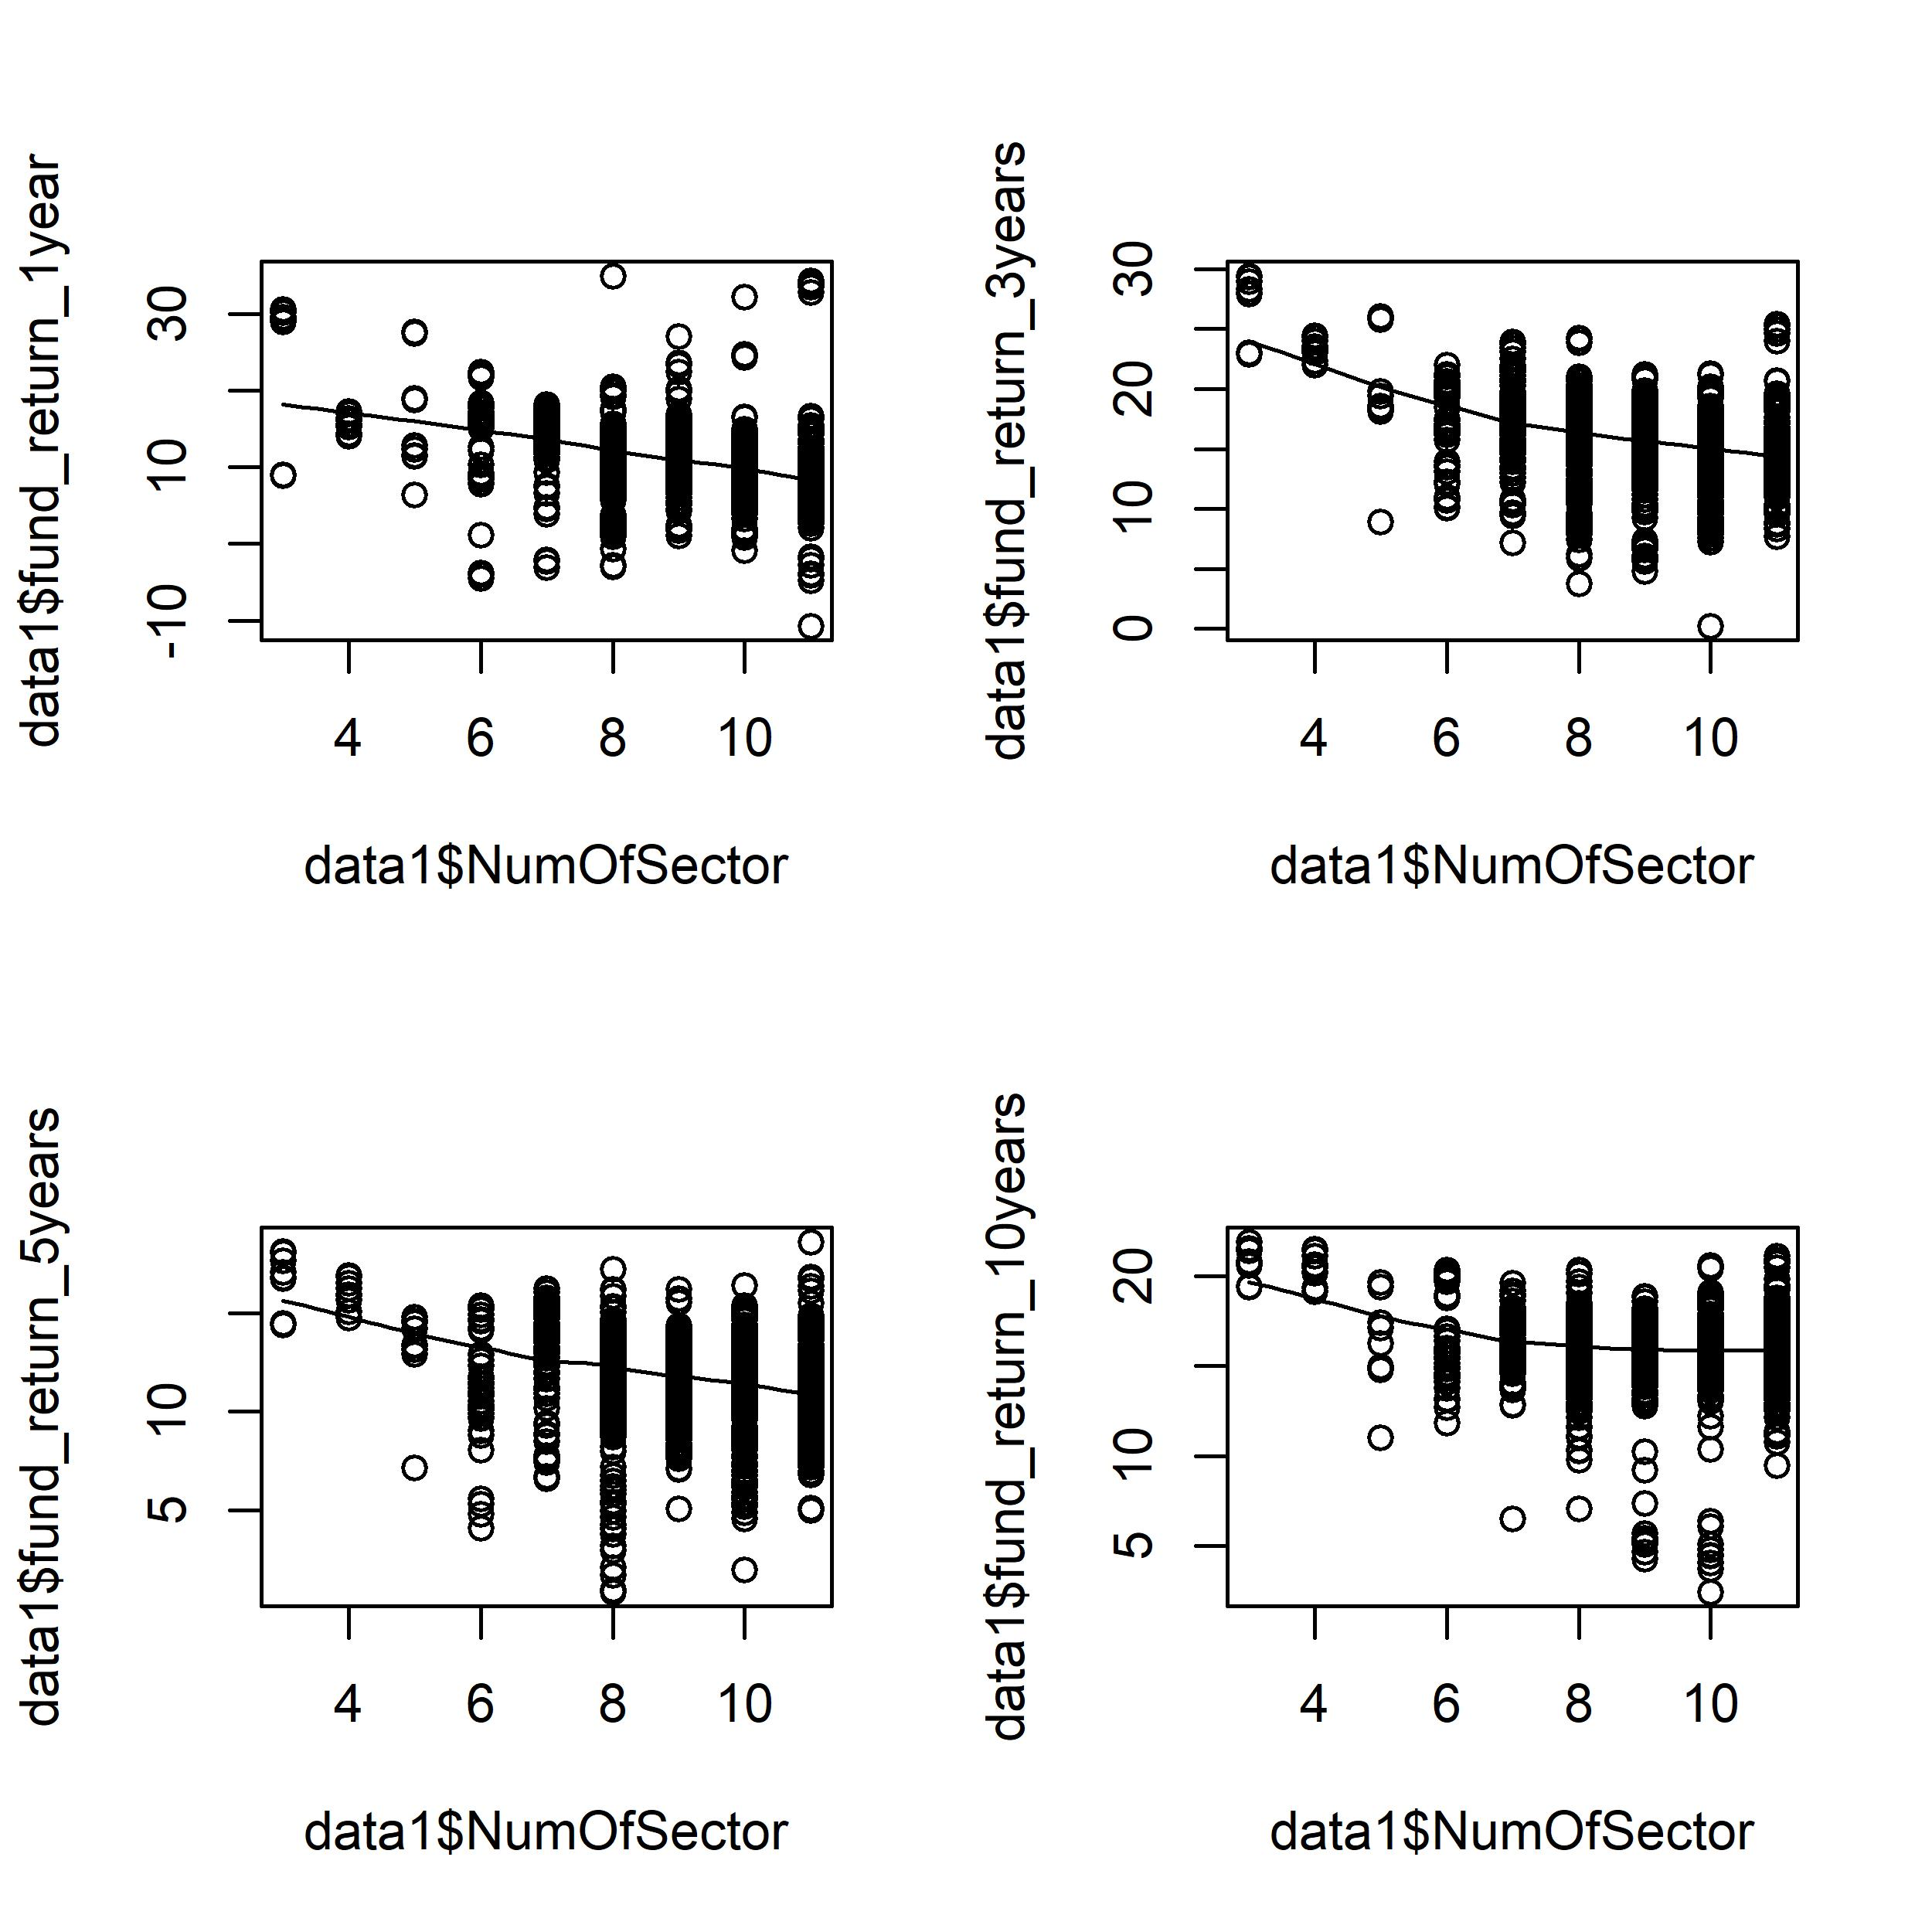 data1$fund_return_1year
30
10
-10
4 6 8 10
data1$NumOfSector
data1$fund_return_3years
30
20
10
0
4 6 8 10
data1$NumOfSector
data1$fund_return_5years
10
5
4 6 8 10
data1$NumOfSector
data1$fund_return_10years
20
10
5
4 6 8 10
data1$NumOfSector